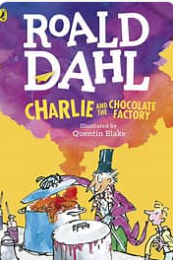 ROALD
DAHL
CHARLIE AND THE CHOCOLATE
FACTORY
Illustrated by
Quentin Blake